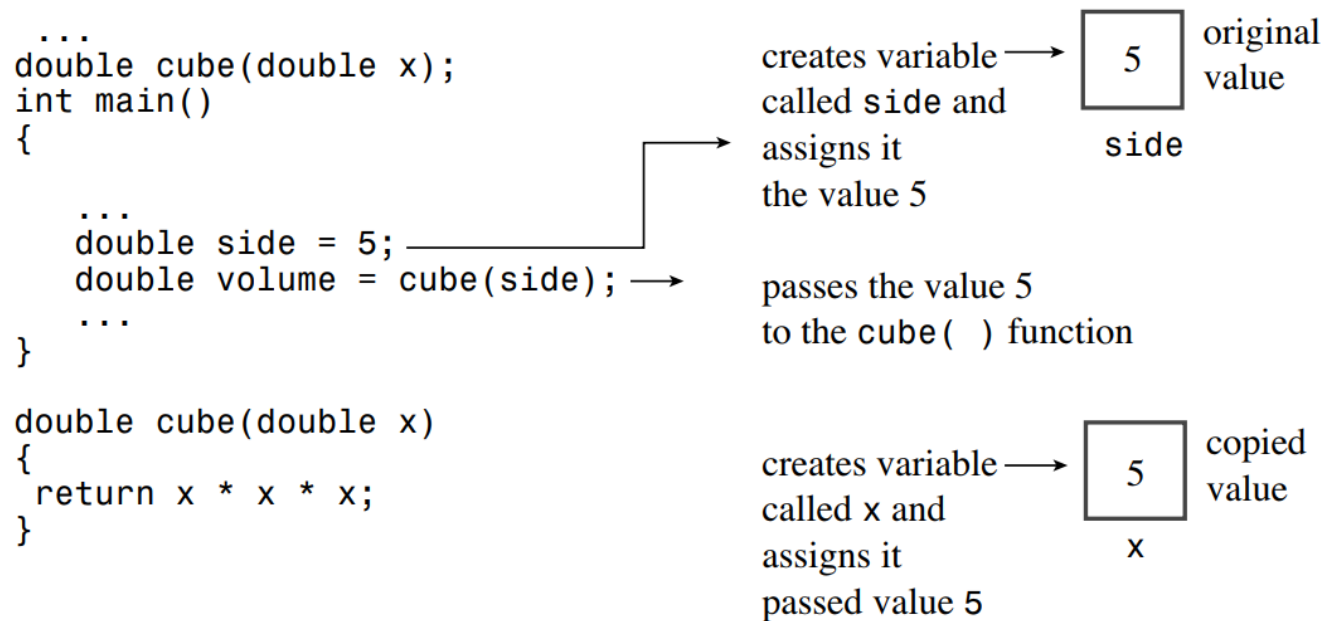 ...
double cube(double x);
int main()
{
...
double side = 5;
double volume = cube(side);
...
}
double cube(double x)
{
return x * x * x;
}
creates variable
called side and
assigns it
the value 5
5
original
value
side
passes the value 5
to the cube( ) function
creates variable
called x and
assigns it
passed value 5
5
copied
value
x